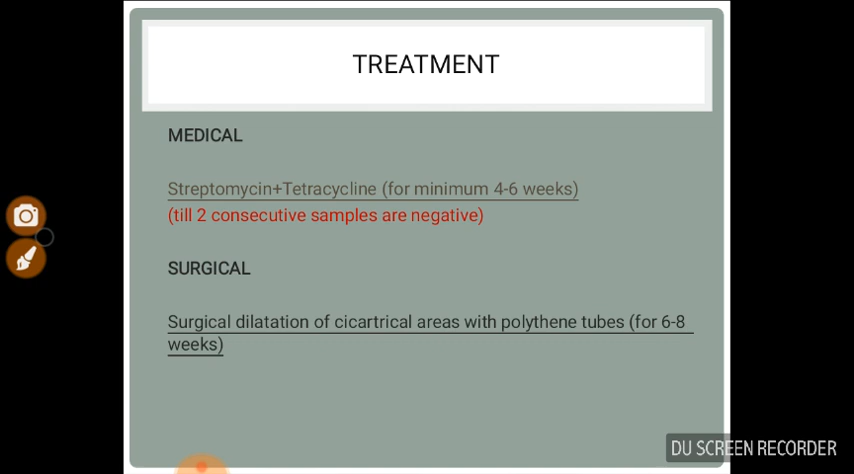 TREATMENT
MEDICAL
Streptomycin+Tetracycline (for minimum 4-6 weeks)
(till 2 consecutive samples are negative)
SURGICAL
Surgical dilatation of cicartrical areas with polythene tubes (for 6-8
weeks)
DU SCREEN RECORDER